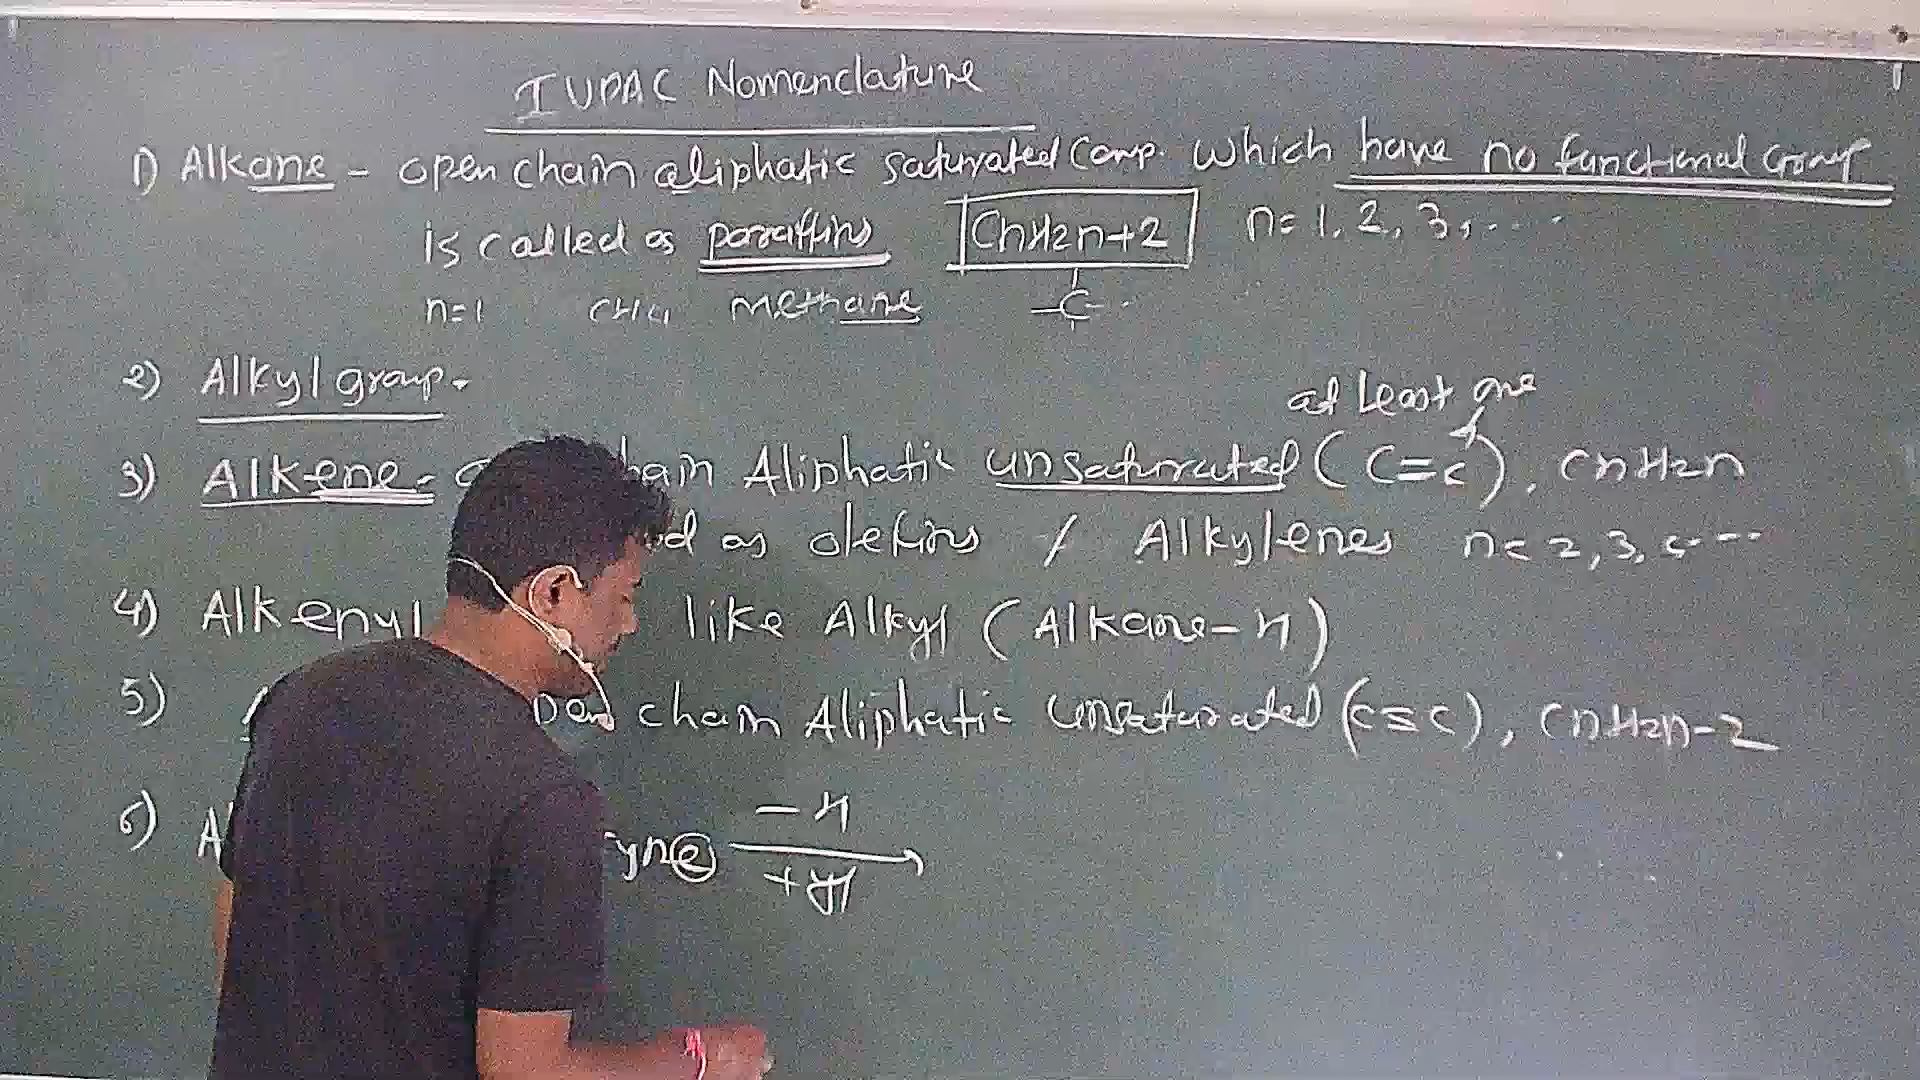 IUPAC Nomenclature
1) Alkane - open chain aliphatic saturated Comp. which have no functional Group
is called as paraffins CnH2n+2 n= 1, 2, 3, ....
n=1 CH4 methane -C-
2) Alkyl group.
at least one
3) Alkene - Aliphatic unsaturated (C=C), CnH2n
as olefins / Alkylenes n= 2, 3, ....
4) Alkenyl like Alkyl (Alkane-H)
5) chain Aliphatic unsaturated (C≡C), CnH2n-2
6) -H
yne
+yl